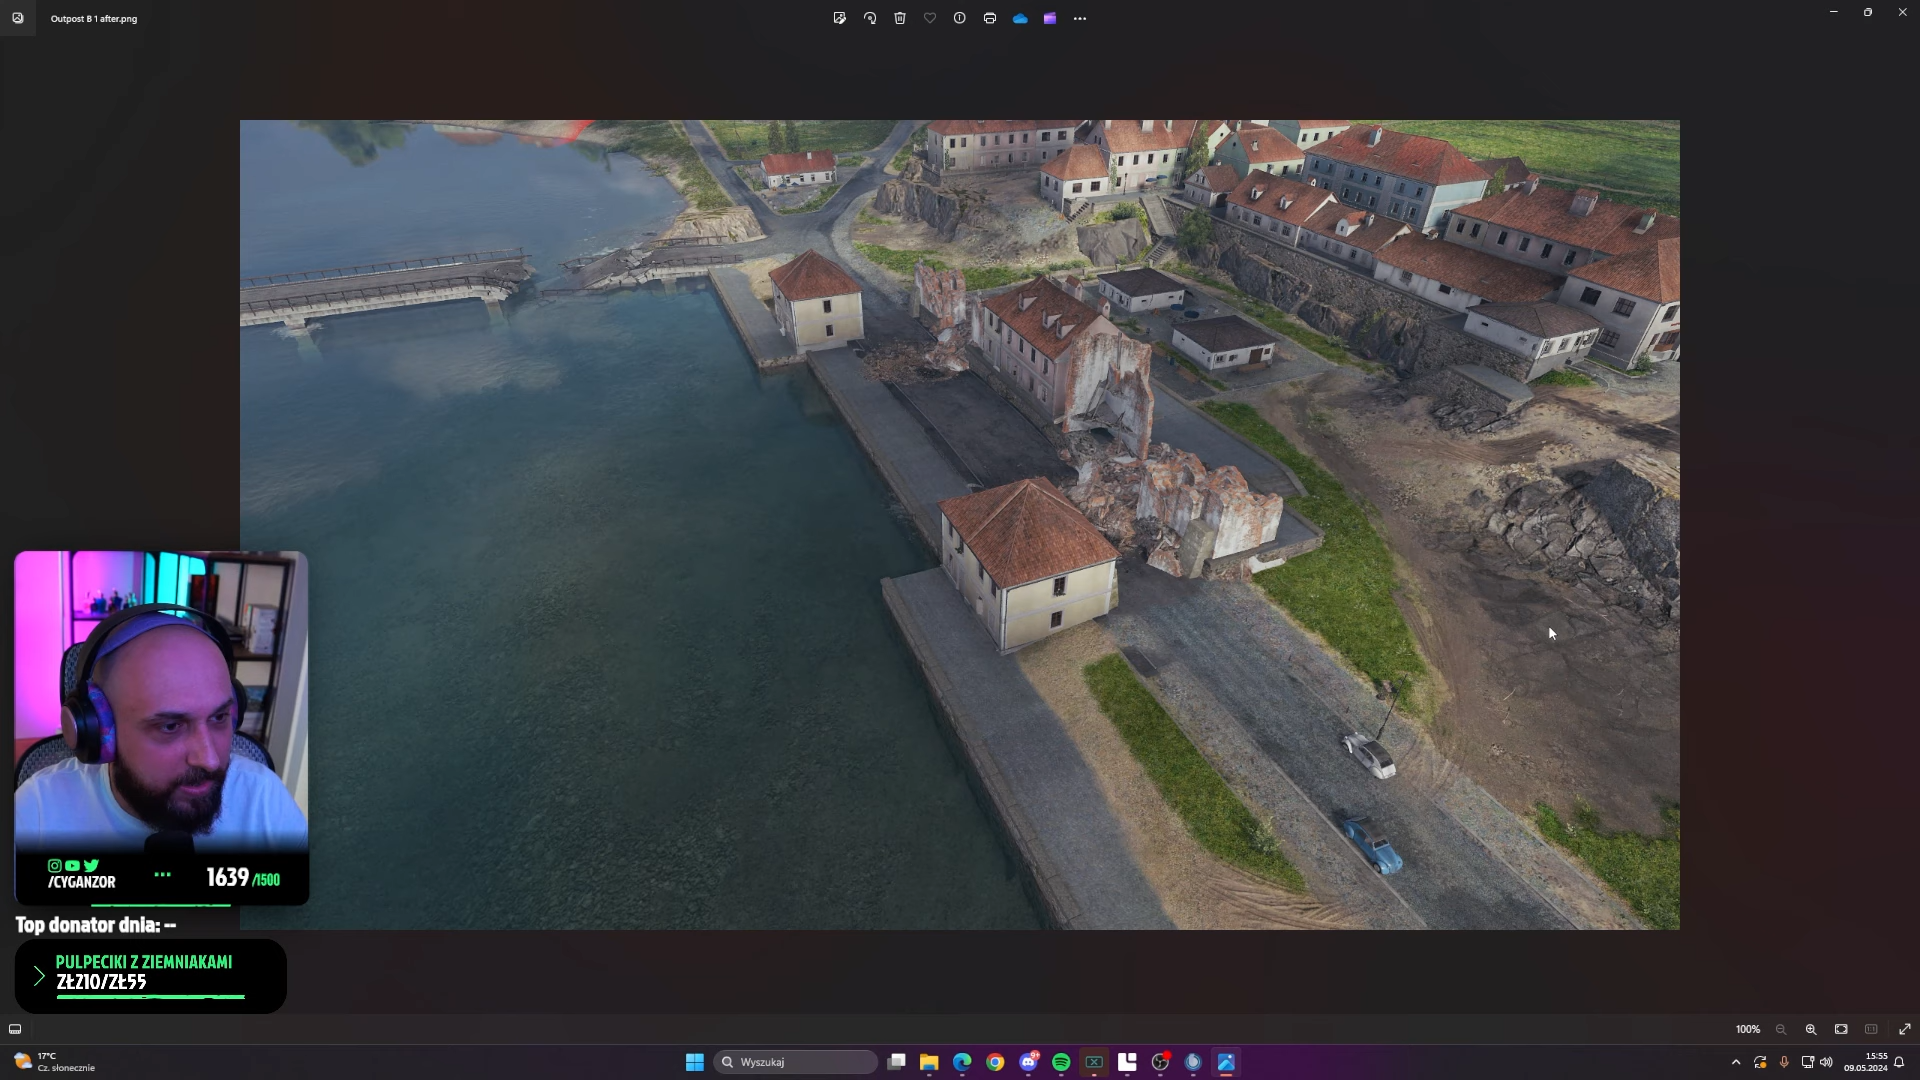 Outpost B 1 after.png
/CYGANZOR
1639 /1500
Top donator dnia: --
PULPECIKI Z ZIEMNIAKAMI
ZŁ210/ZŁ55
100%
17°C
Cz. słonecznie
Wyszukaj
9+
15:55
09.05.2024